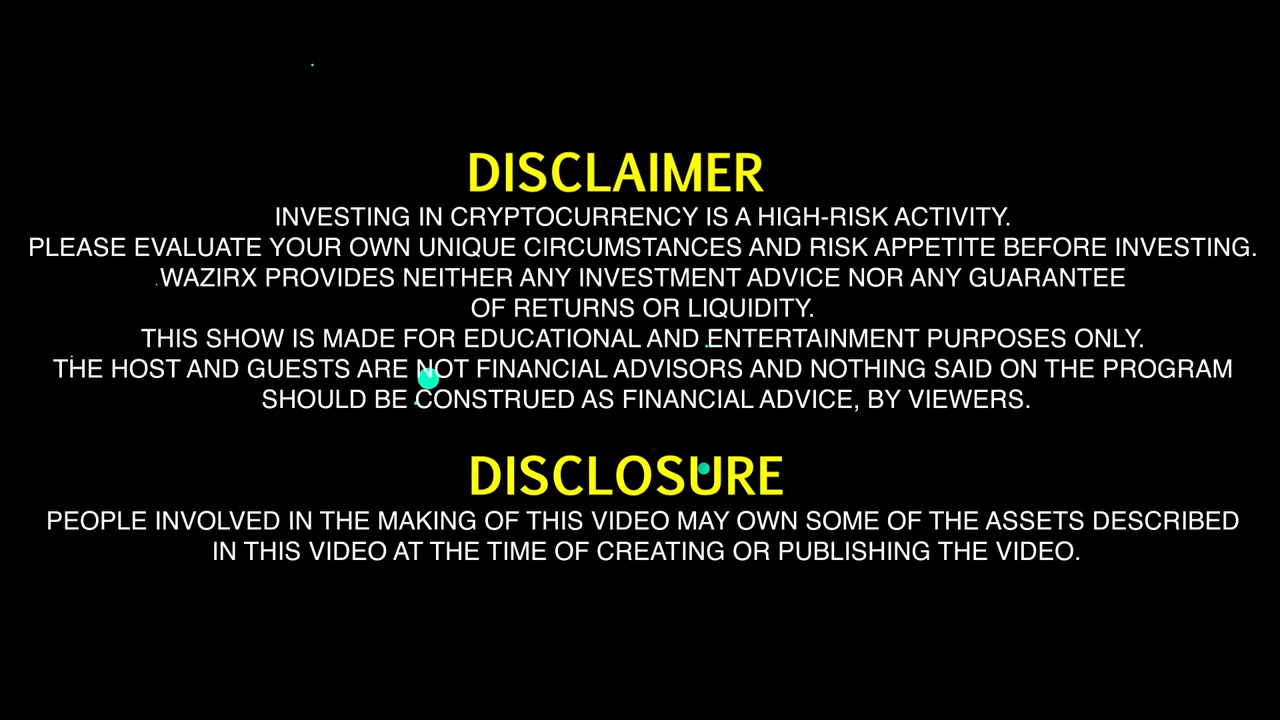 DISCLAIMER
INVESTING IN CRYPTOCURRENCY IS A HIGH-RISK ACTIVITY.
PLEASE EVALUATE YOUR OWN UNIQUE CIRCUMSTANCES AND RISK APPETITE BEFORE INVESTING.
WAZIRX PROVIDES NEITHER ANY INVESTMENT ADVICE NOR ANY GUARANTEE
OF RETURNS OR LIQUIDITY.
THIS SHOW IS MADE FOR EDUCATIONAL AND ENTERTAINMENT PURPOSES ONLY.
THE HOST AND GUESTS ARE NOT FINANCIAL ADVISORS AND NOTHING SAID ON THE PROGRAM
SHOULD BE CONSTRUED AS FINANCIAL ADVICE, BY VIEWERS.
DISCLOSURE
PEOPLE INVOLVED IN THE MAKING OF THIS VIDEO MAY OWN SOME OF THE ASSETS DESCRIBED
IN THIS VIDEO AT THE TIME OF CREATING OR PUBLISHING THE VIDEO.